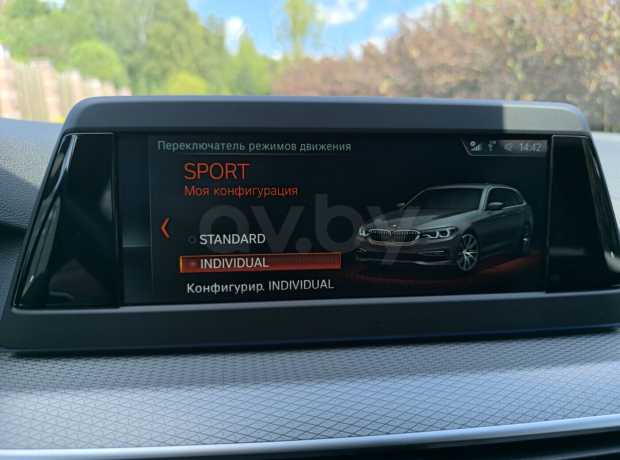 Переключатель режимов движения
14:42
SPORT
Моя конфигурация
av.by
STANDARD
INDIVIDUAL
Конфигурир. INDIVIDUAL